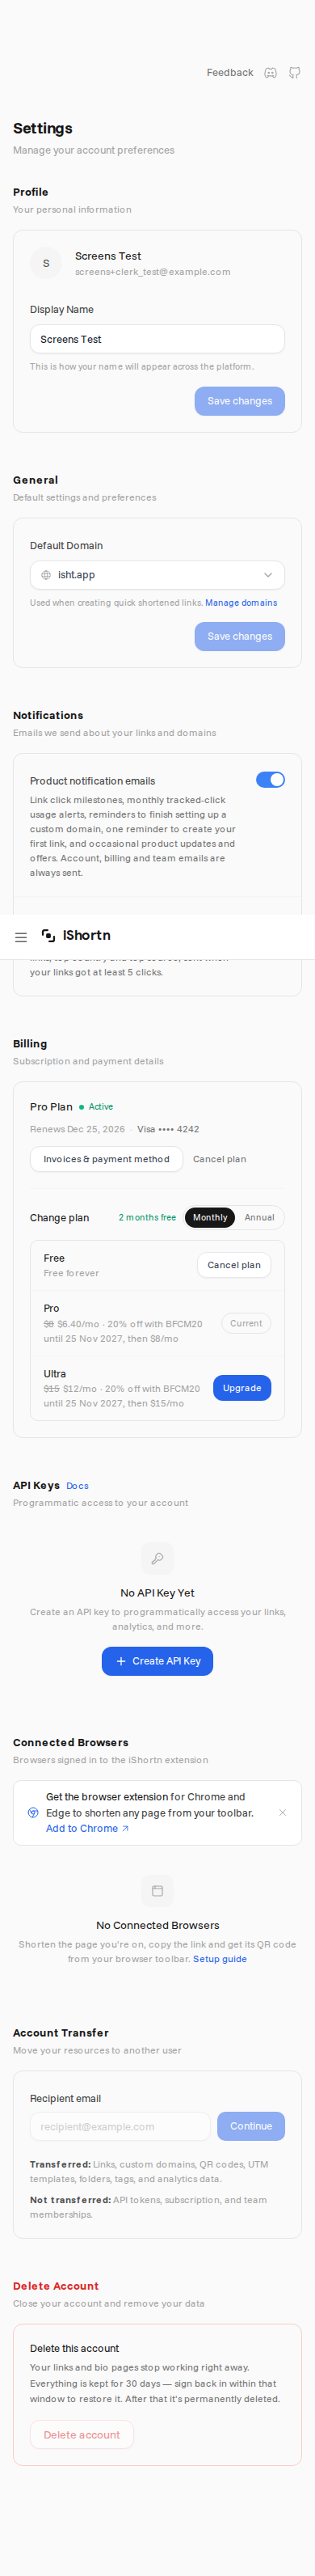 Feedback
Settings
Manage your account preferences
Profile
Your personal information
S
Screens Test
screens+clerk_test@example.com
Display Name
Screens Test
This is how your name will appear across the platform.
Save changes
General
Default settings and preferences
Default Domain
isht.app
Used when creating quick shortened links. Manage domains
Save changes
Notifications
Emails we send about your links and domains
Product notification emails
Link click milestones, monthly tracked-click
usage alerts, reminders to finish setting up a
custom domain, one reminder to create your
first link, and occasional product updates and
offers. Account, billing and team emails are
always sent.
IShortn
your links got at least 5 clicks.
Billing
Subscription and payment details
Pro Plan Active
Renews Dec 25, 2026 · Visa •••• 4242
Invoices & payment method Cancel plan
Change plan 2 months free Monthly Annual
Free
Free forever
Cancel plan
Pro
$8 $6.40/mo · 20% off with BFCM20
until 25 Nov 2027, then $8/mo
Current
Ultra
$15 $12/mo · 20% off with BFCM20
until 25 Nov 2027, then $15/mo
Upgrade
API Keys Docs
Programmatic access to your account
No API Key Yet
Create an API key to programmatically access your links,
analytics, and more.
Create API Key
Connected Browsers
Browsers signed in to the iShortn extension
Get the browser extension for Chrome and
Edge to shorten any page from your toolbar.
Add to Chrome
No Connected Browsers
Shorten the page you're on, copy the link and get its QR code
from your browser toolbar. Setup guide
Account Transfer
Move your resources to another user
Recipient email
recipient@example.com
Continue
Transferred: Links, custom domains, QR codes, UTM
templates, folders, tags, and analytics data.
Not transferred: API tokens, subscription, and team
memberships.
Delete Account
Close your account and remove your data
Delete this account
Your links and bio pages stop working right away.
Everything is kept for 30 days — sign back in within that
window to restore it. After that it's permanently deleted.
Delete account